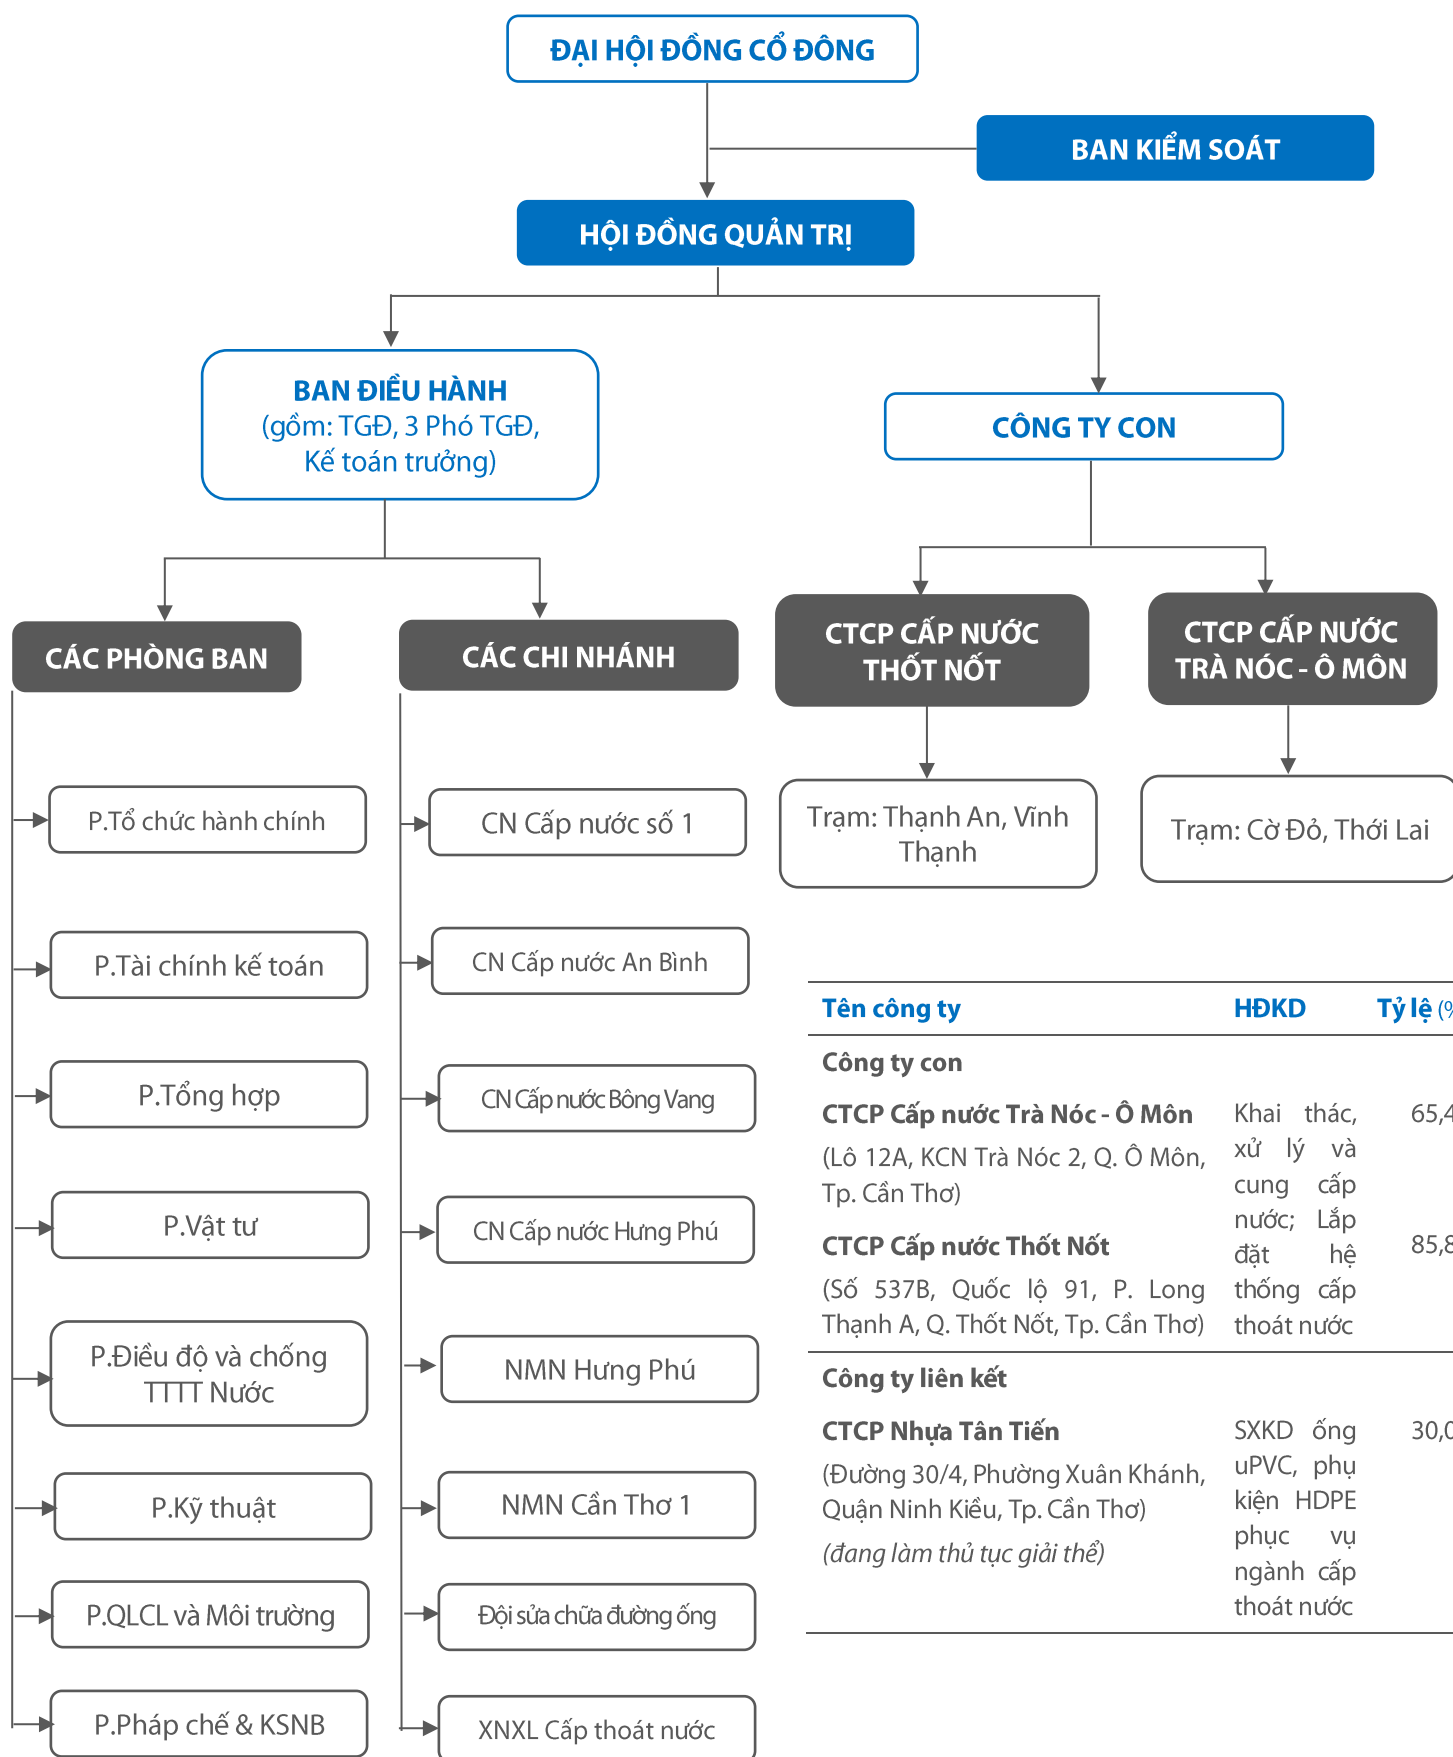 ĐẠI HỘI ĐỒNG CỔ ĐÔNG
BAN KIỂM SOÁT
HỘI ĐỒNG QUẢN TRỊ
BAN ĐIỀU HÀNH
(gồm: TGĐ, 3 Phó TGĐ,
Kế toán trưởng)
CÔNG TY CON
CÁC PHÒNG BAN
CÁC CHI NHÁNH
CTCP CẤP NƯỚC
THỐT NỐT
CTCP CẤP NƯỚC
TRÀ NÓC - Ô MÔN
P.Tổ chức hành chính
P.Tài chính kế toán
P.Tổng hợp
P.Vật tư
P.Điều độ và chống
TTTT Nước
P.Kỹ thuật
P.QLCL và Môi trường
P.Pháp chế & KSNB
CN Cấp nước số 1
CN Cấp nước An Bình
CN Cấp nước Bông Vang
CN Cấp nước Hưng Phú
NMN Hưng Phú
NMN Cần Thơ 1
Đội sửa chữa đường ống
XNXL Cấp thoát nước
Trạm: Thạnh An, Vĩnh
Thạnh
Trạm: Cờ Đỏ, Thới Lai
Tên công ty HĐKD Tỷ lệ (%
Công ty con
CTCP Cấp nước Trà Nóc - Ô Môn Khai thác, 65,4
(Lô 12A, KCN Trà Nóc 2, Q. Ô Môn, xử lý và
Tp. Cần Thơ) cung cấp
nước; Lắp
CTCP Cấp nước Thốt Nốt đặt hệ 85,8
(Số 537B, Quốc lộ 91, P. Long thống cấp
Thạnh A, Q. Thốt Nốt, Tp. Cần Thơ) thoát nước
Công ty liên kết
CTCP Nhựa Tân Tiến SXKD ống 30,0
(Đường 30/4, Phường Xuân Khánh, uPVC, phụ
Quận Ninh Kiều, Tp. Cần Thơ) kiện HDPE
(đang làm thủ tục giải thể) phục vụ
ngành cấp
thoát nước